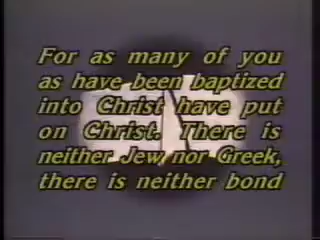 For as many of you
as have been baptized
into Christ have put
on Christ. There is
neither Jew nor Greek,
there is neither bond